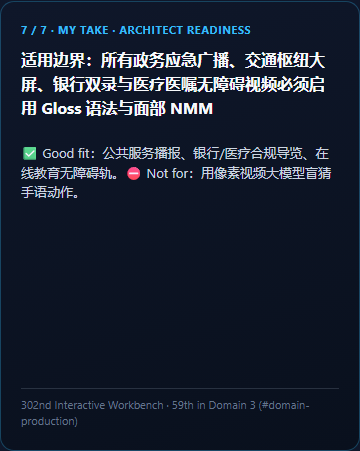 7 / 7 · MY TAKE · ARCHITECT READINESS
适用边界：所有政务应急广播、交通枢纽大
屏、银行双录与医疗医嘱无障碍视频必须启
用 Gloss 语法与面部 NMM
✅ Good fit：公共服务播报、银行/医疗合规导览、在
线教育无障碍轨。⛔ Not for：用像素视频大模型盲猜
手语动作。
302nd Interactive Workbench · 59th in Domain 3 (#domain-
production)